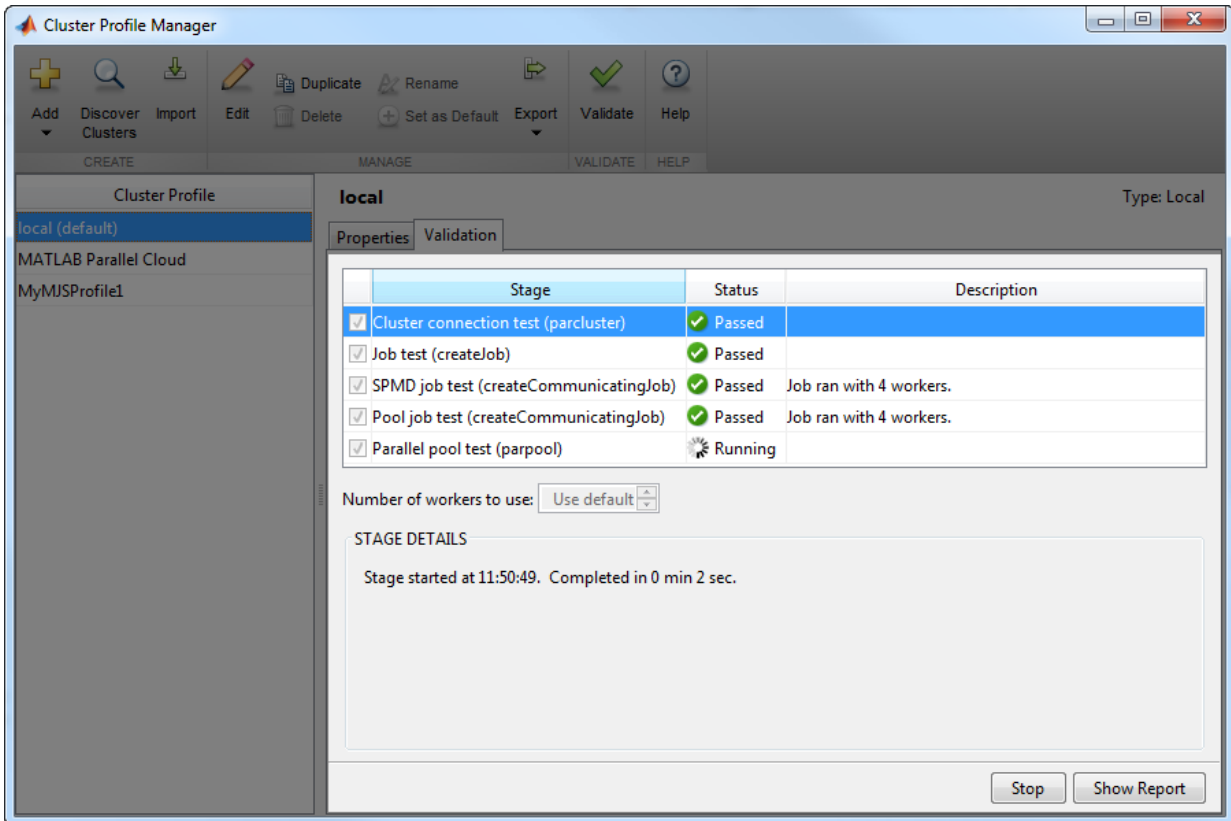 Cluster Profile Manager
Add
Discover Clusters
Import
Edit
Duplicate
Delete
Rename
Set as Default
Export
Validate
Help
CREATE
MANAGE
VALIDATE
HELP
Cluster Profile
local (default)
MATLAB Parallel Cloud
MyMJSProfile1
local
Type: Local
Properties
Validation
Stage Status Description
Cluster connection test (parcluster) Passed
Job test (createJob) Passed
SPMD job test (createCommunicatingJob) Passed Job ran with 4 workers.
Pool job test (createCommunicatingJob) Passed Job ran with 4 workers.
Parallel pool test (parpool) Running
Number of workers to use: Use default
STAGE DETAILS
Stage started at 11:50:49. Completed in 0 min 2 sec.
Stop
Show Report